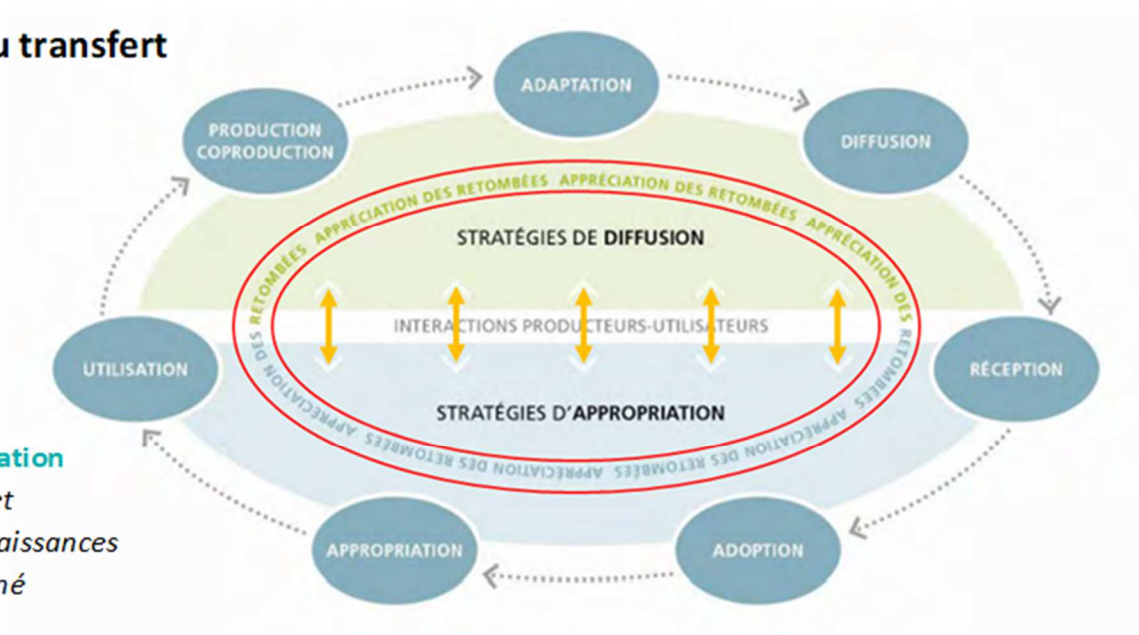 u transfert
ADAPTATION
PRODUCTION
COPRODUCTION
DIFFUSION
APPRÉCIATION DES RETOMBÉES APPRÉCIATION DES RETOMBÉES APPRÉCIATION DES RETOMBÉES APPRÉCIATION DES RETOMBÉES APPRÉCIATION DES RETOMBÉES APPRÉCIATION DES RETOMBÉES
STRATÉGIES DE DIFFUSION
INTERACTIONS PRODUCTEURS-UTILISATEURS
UTILISATION
RÉCEPTION
STRATÉGIES D'APPROPRIATION
ation
et
aissances
né
APPROPRIATION
ADOPTION